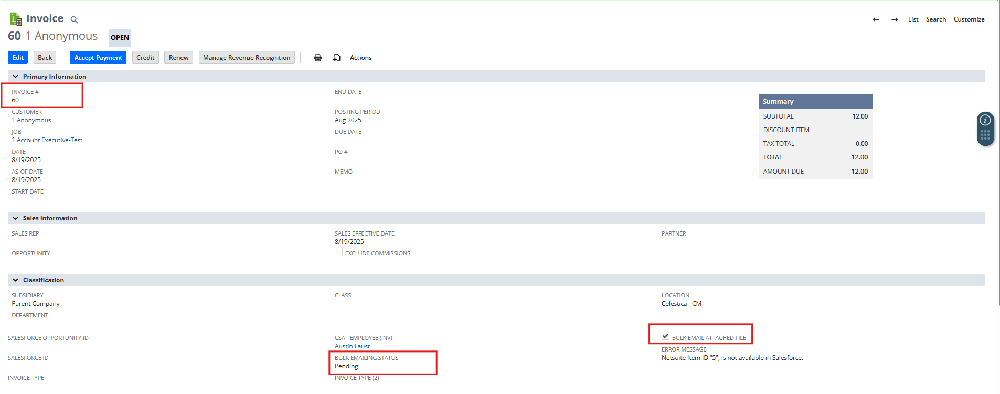 Invoice
List Search Customize
60 1 Anonymous OPEN
Edit Back Accept Payment Credit Renew Manage Revenue Recognition Actions
Primary Information
INVOICE #
60
CUSTOMER
1 Anonymous
JOB
1 Account Executive-Test
DATE
8/19/2025
AS-OF DATE
8/19/2025
START DATE
END DATE
POSTING PERIOD
Aug 2025
DUE DATE
PO #
MEMO
Summary
SUBTOTAL 12.00
DISCOUNT ITEM
TAX TOTAL 0.00
TOTAL 12.00
AMOUNT DUE 12.00
Sales Information
SALES REP
OPPORTUNITY
SALES EFFECTIVE DATE
8/19/2025
EXCLUDE COMMISSIONS
PARTNER
Classification
SUBSIDIARY
Parent Company
DEPARTMENT
CLASS
LOCATION
Celestica - CM
SALESFORCE OPPORTUNITY ID
SALESFORCE ID
INVOICE TYPE
CSA - EMPLOYEE (INV)
Austin Faust
BULK EMAILING STATUS
Pending
INVOICE TYPE (2)
BULK EMAIL ATTACHED FILE
ERROR MESSAGE
Netsuite Item ID "5", is not available in Salesforce.